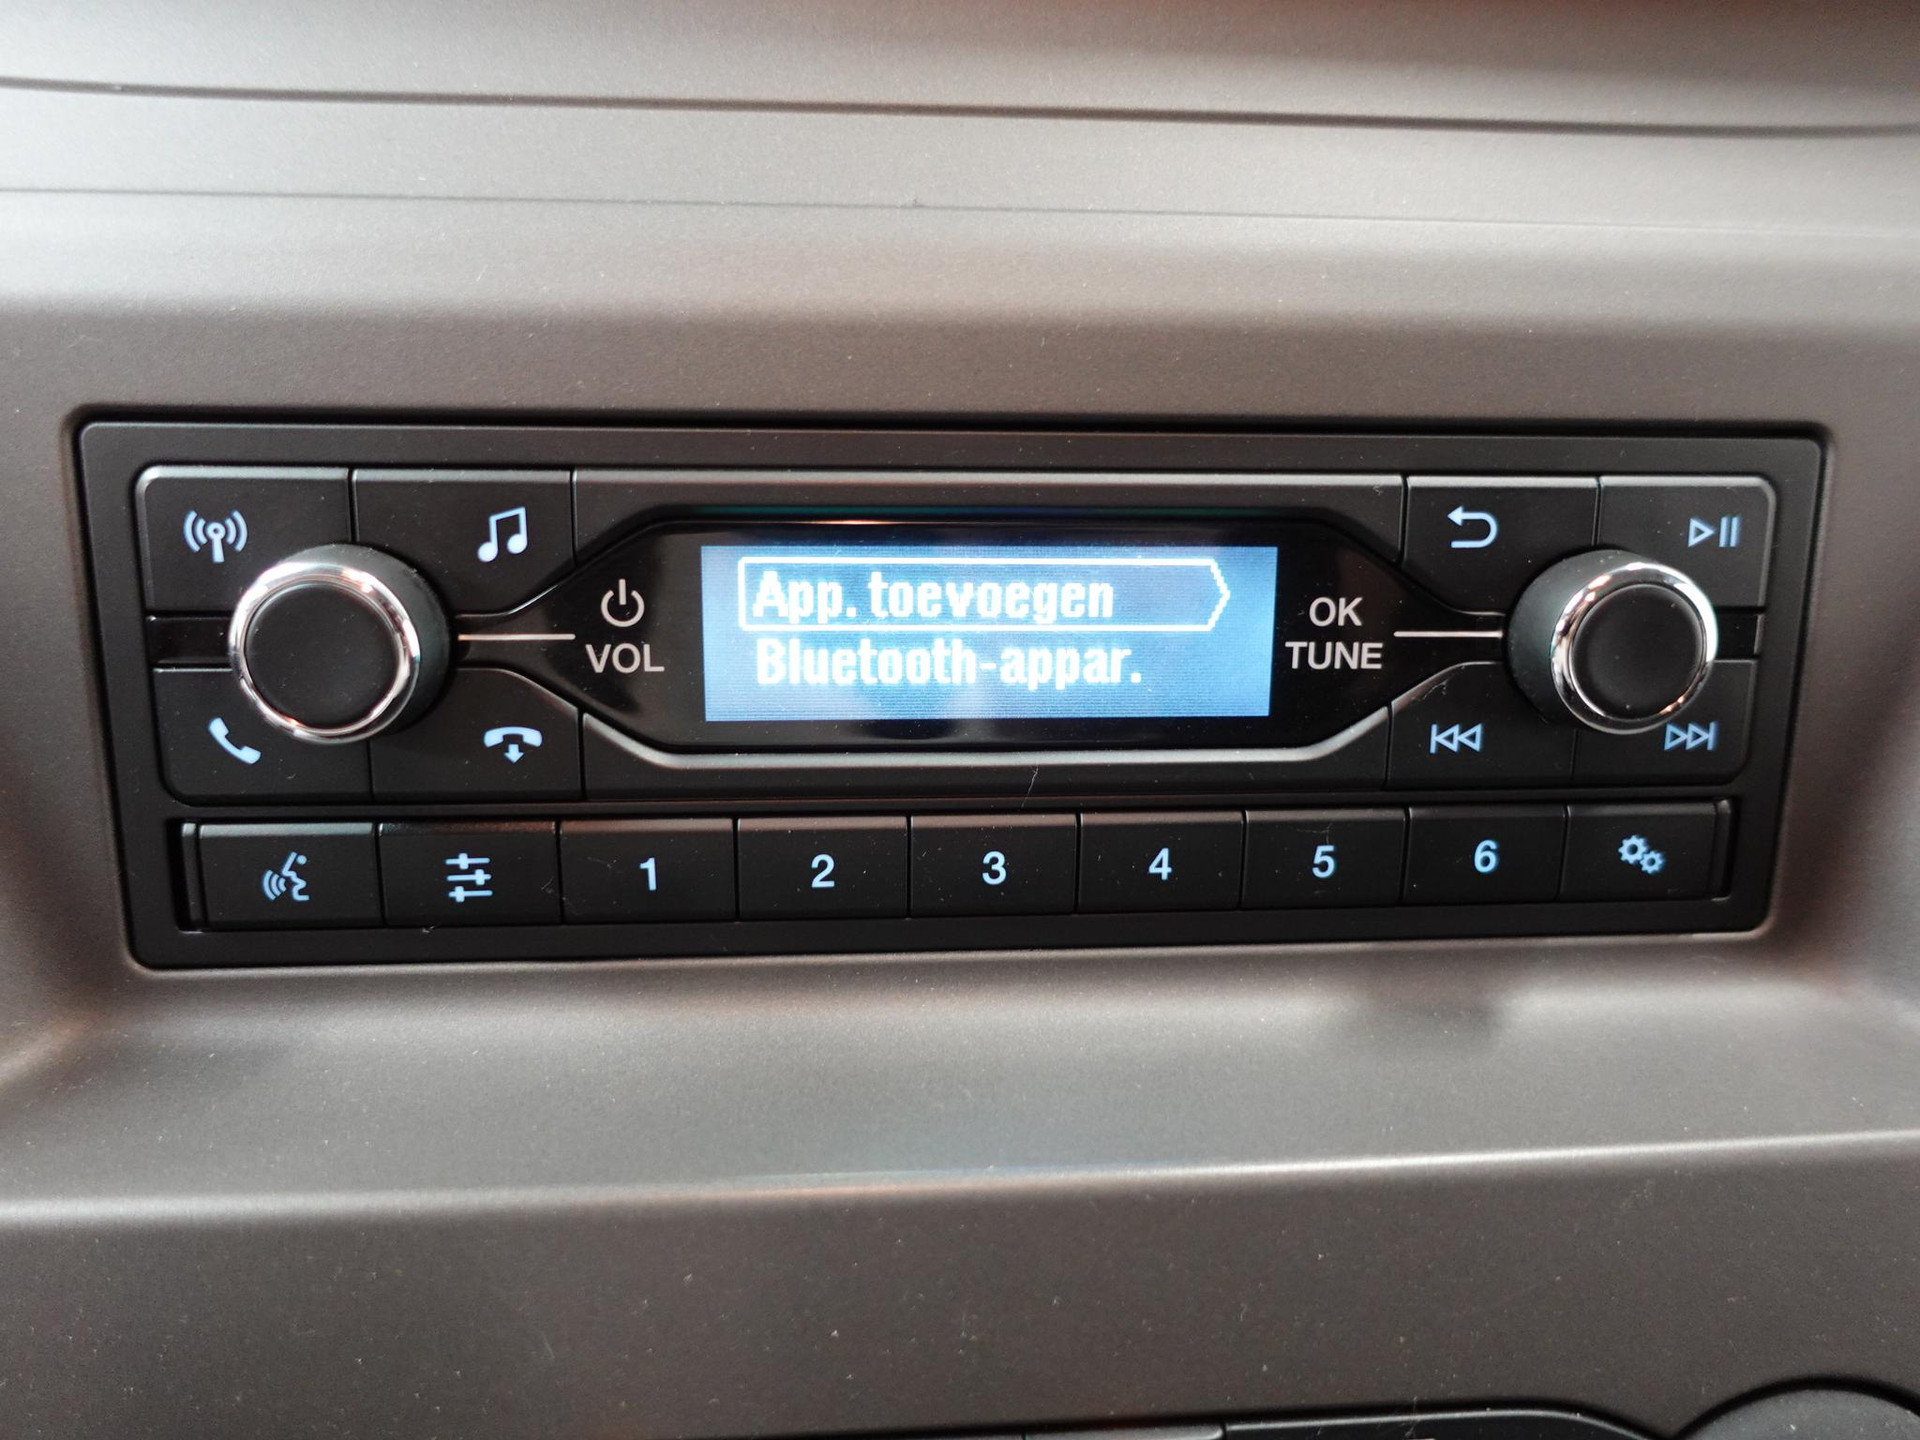 App. toevoegen
Bluetooth-appar.
VOL
OK
TUNE
1 2 3 4 5 6